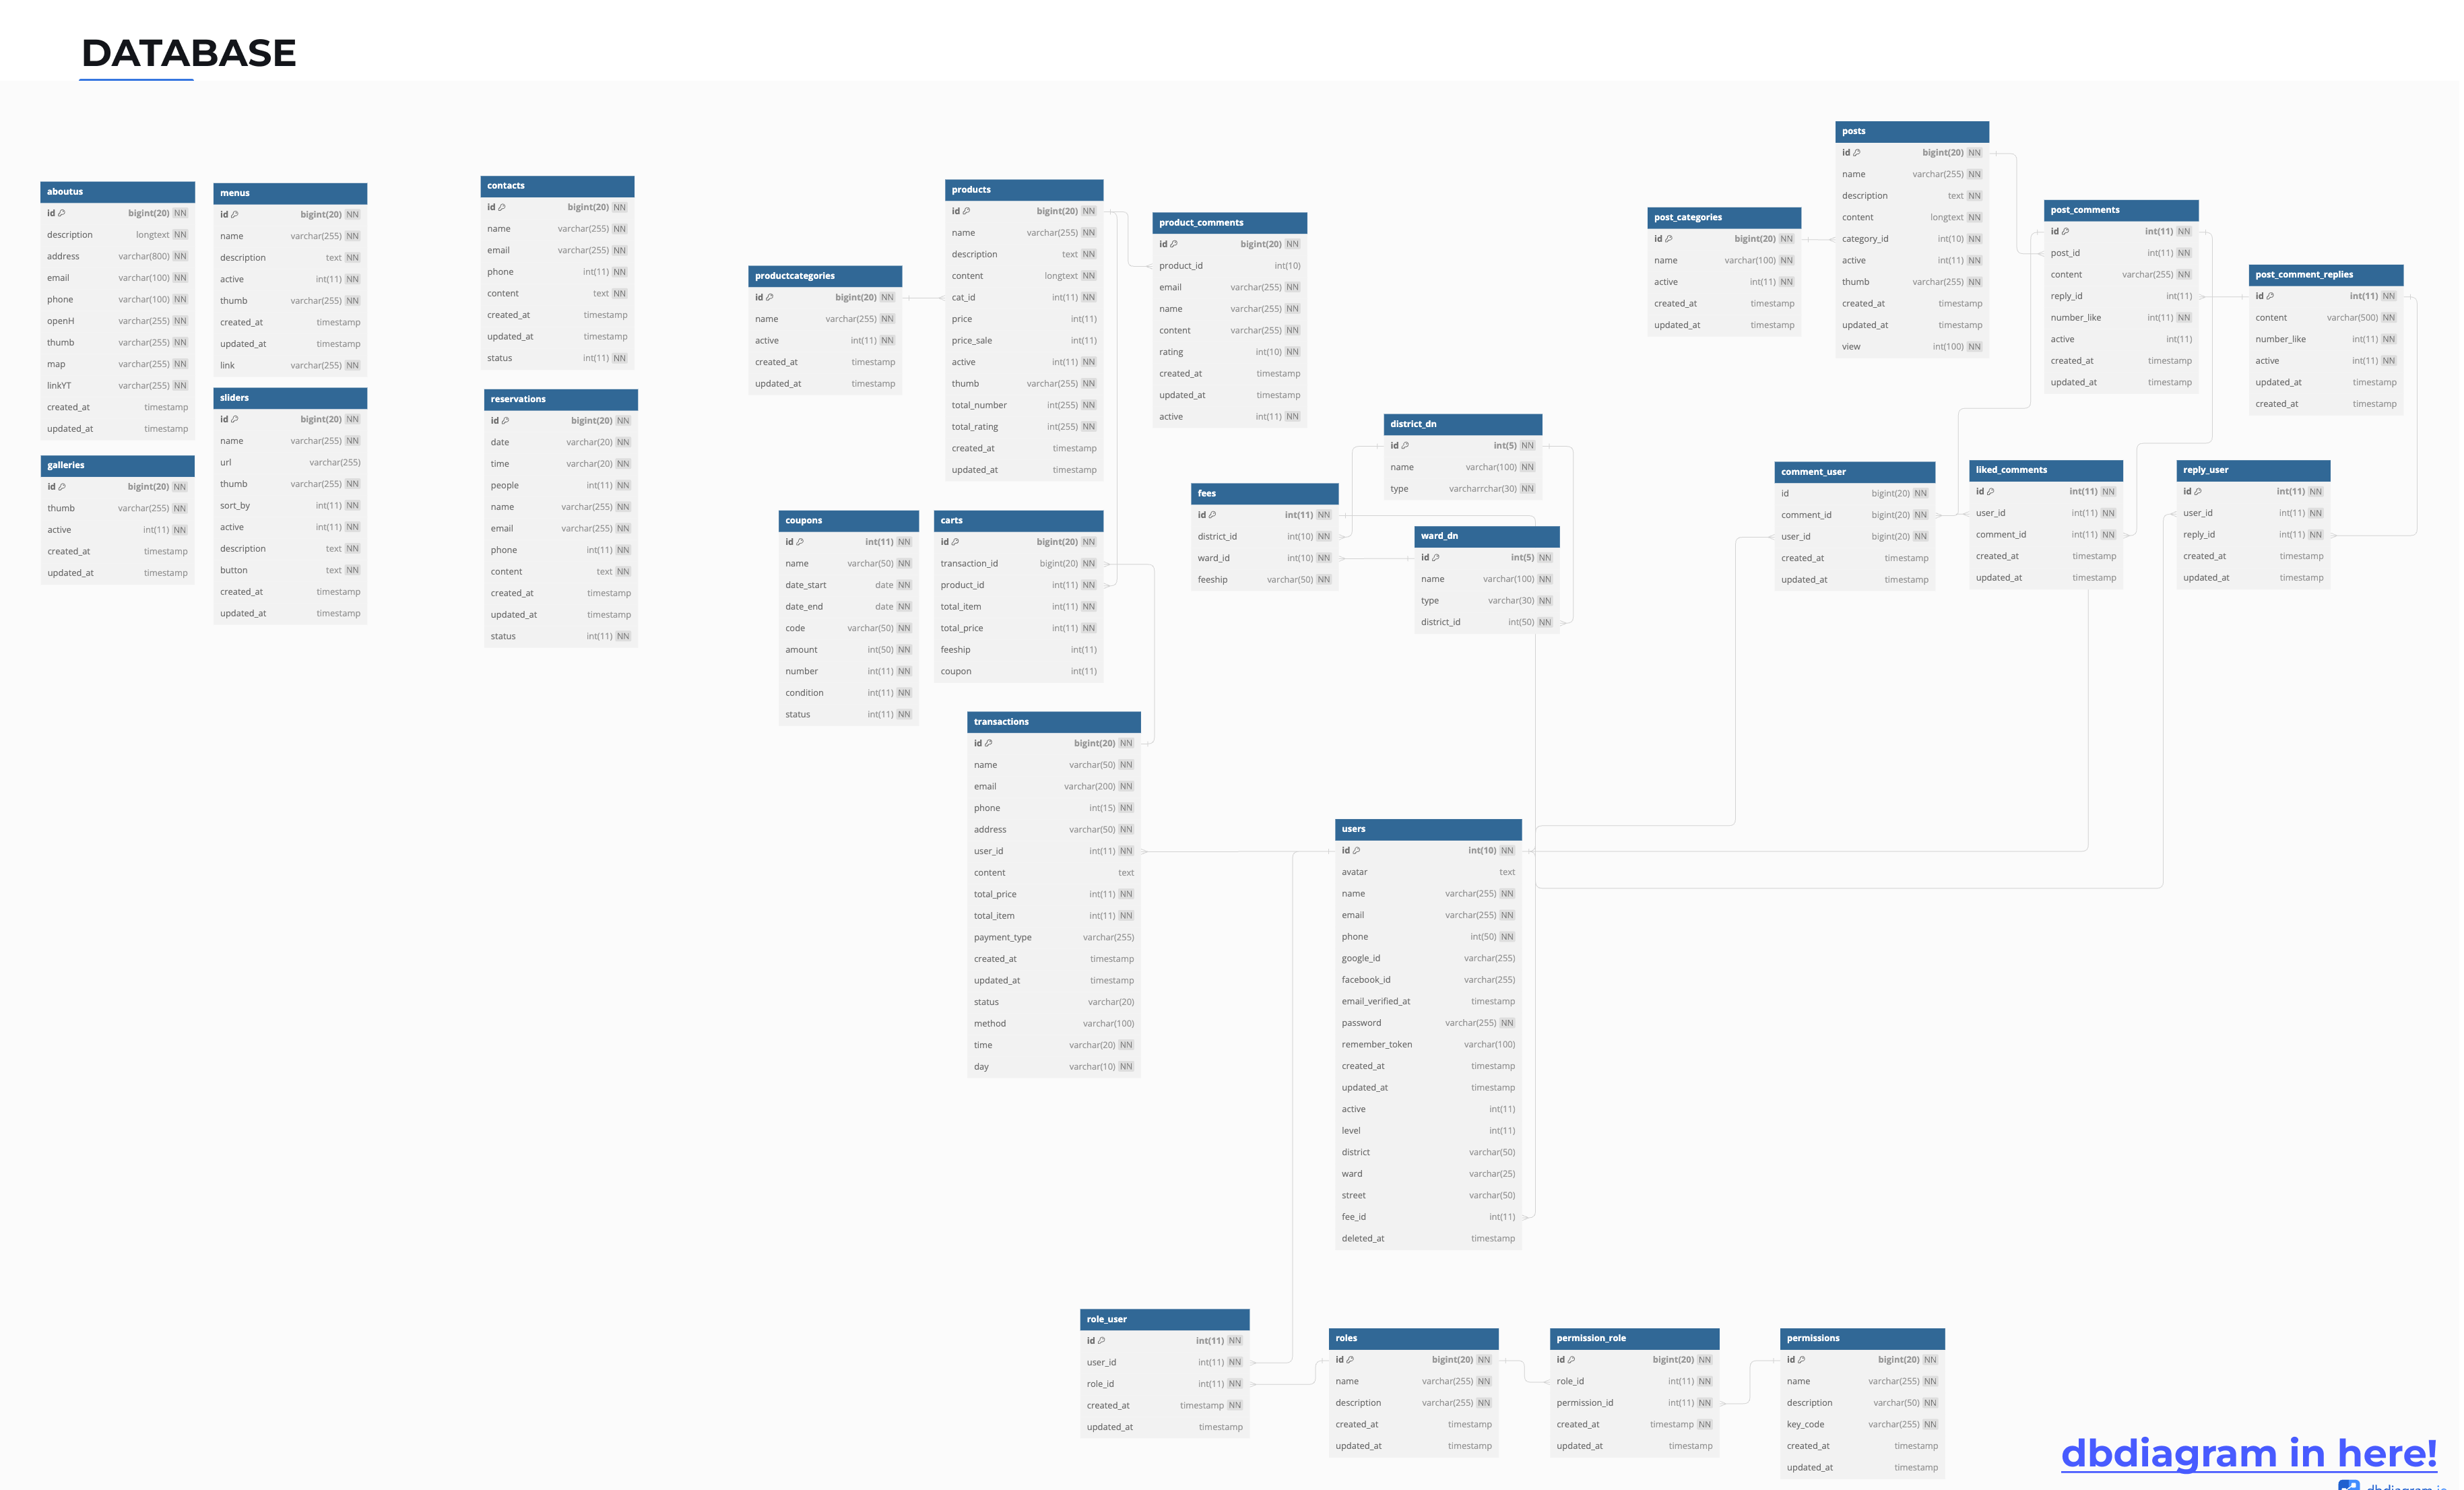 DATABASE
aboutus
id bigint(20) NN
description longtext NN
address varchar(800) NN
email varchar(100) NN
phone varchar(100) NN
openH varchar(255) NN
thumb varchar(255) NN
map varchar(255) NN
linkYT varchar(255) NN
created_at timestamp
updated_at timestamp
galleries
id bigint(20) NN
thumb varchar(255) NN
active int(11) NN
created_at timestamp
updated_at timestamp
menus
id bigint(20) NN
name varchar(255) NN
description text NN
active int(11) NN
thumb varchar(255) NN
created_at timestamp
updated_at timestamp
link varchar(255) NN
sliders
id bigint(20) NN
name varchar(255) NN
url varchar(255)
thumb varchar(255) NN
sort_by int(11) NN
active int(11) NN
description text NN
button text NN
created_at timestamp
updated_at timestamp
contacts
id bigint(20) NN
name varchar(255) NN
email varchar(255) NN
phone int(11) NN
content text NN
created_at timestamp
updated_at timestamp
status int(11) NN
reservations
id bigint(20) NN
date varchar(20) NN
time varchar(20) NN
people int(11) NN
name varchar(255) NN
email varchar(255) NN
phone int(11) NN
content text NN
created_at timestamp
updated_at timestamp
status int(11) NN
productcategories
id bigint(20) NN
name varchar(255) NN
active int(11) NN
created_at timestamp
updated_at timestamp
products
id bigint(20) NN
name varchar(255) NN
description text NN
content longtext NN
cat_id int(11) NN
price int(11)
price_sale int(11)
active int(11) NN
thumb varchar(255) NN
total_number int(255) NN
total_rating int(255) NN
created_at timestamp
updated_at timestamp
product_comments
id bigint(20) NN
product_id int(10)
email varchar(255) NN
name varchar(255) NN
content varchar(255) NN
rating int(10) NN
created_at timestamp
updated_at timestamp
active int(11) NN
coupons
id int(11) NN
name varchar(50) NN
date_start date NN
date_end date NN
code varchar(50) NN
amount int(50) NN
number int(11) NN
condition int(11) NN
status int(11) NN
carts
id bigint(20) NN
transaction_id bigint(20) NN
product_id int(11) NN
total_item int(11) NN
total_price int(11) NN
feeship int(11)
coupon int(11)
transactions
id bigint(20) NN
name varchar(50) NN
email varchar(200) NN
phone int(15) NN
address varchar(50) NN
user_id int(11) NN
content text
total_price int(11) NN
total_item int(11) NN
payment_type varchar(255)
created_at timestamp
updated_at timestamp
status varchar(20)
method varchar(100)
time varchar(20) NN
day varchar(10) NN
fees
id int(11) NN
district_id int(10) NN
ward_id int(10) NN
feeship varchar(50) NN
district_dn
id int(5) NN
name varchar(100) NN
type varcharrchar(30) NN
ward_dn
id int(5) NN
name varchar(100) NN
type varchar(30) NN
district_id int(50) NN
users
id int(10) NN
avatar text
name varchar(255) NN
email varchar(255) NN
phone int(50) NN
google_id varchar(255)
facebook_id varchar(255)
email_verified_at timestamp
password varchar(255) NN
remember_token varchar(100)
created_at timestamp
updated_at timestamp
active int(11)
level int(11)
district varchar(50)
ward varchar(25)
street varchar(50)
fee_id int(11)
deleted_at timestamp
post_categories
id bigint(20) NN
name varchar(100) NN
active int(11) NN
created_at timestamp
updated_at timestamp
posts
id bigint(20) NN
name varchar(255) NN
description text NN
content longtext NN
category_id int(10) NN
active int(11) NN
thumb varchar(255) NN
created_at timestamp
updated_at timestamp
view int(100) NN
post_comments
id int(11) NN
post_id int(11) NN
content varchar(255) NN
reply_id int(11)
number_like int(11) NN
active int(11)
created_at timestamp
updated_at timestamp
post_comment_replies
id int(11) NN
content varchar(500) NN
number_like int(11) NN
active int(11) NN
updated_at timestamp
created_at timestamp
comment_user
id bigint(20) NN
comment_id bigint(20) NN
user_id bigint(20) NN
created_at timestamp
updated_at timestamp
liked_comments
id int(11) NN
user_id int(11) NN
comment_id int(11) NN
created_at timestamp
updated_at timestamp
reply_user
id int(11) NN
user_id int(11) NN
reply_id int(11) NN
created_at timestamp
updated_at timestamp
role_user
id int(11) NN
user_id int(11) NN
role_id int(11) NN
created_at timestamp NN
updated_at timestamp
roles
id bigint(20) NN
name varchar(255) NN
description varchar(255) NN
created_at timestamp
updated_at timestamp
permission_role
id bigint(20) NN
role_id int(11) NN
permission_id int(11) NN
created_at timestamp NN
updated_at timestamp
permissions
id bigint(20) NN
name varchar(255) NN
description varchar(50) NN
key_code varchar(255) NN
created_at timestamp
updated_at timestamp
dbdiagram in here!